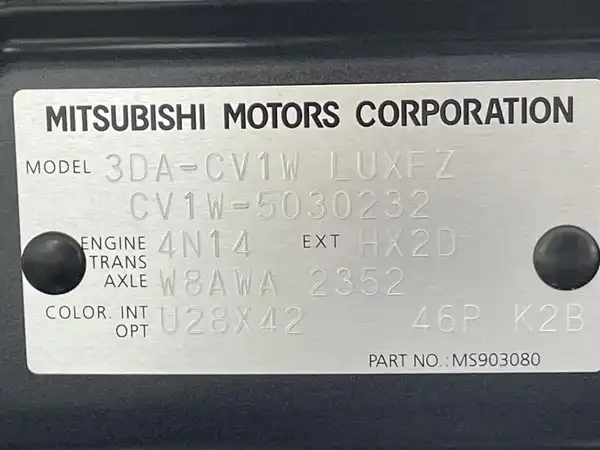 MITSUBISHI MOTORS CORPORATION
MODEL 3DA-CV1W LUXFZ
CV1W-5030232
ENGINE 4N14 EXT HX2D
TRANS
AXLE W8AWA 2352
COLOR. INT
OPT U28X42 46P K2B
PART NO.: MS903080